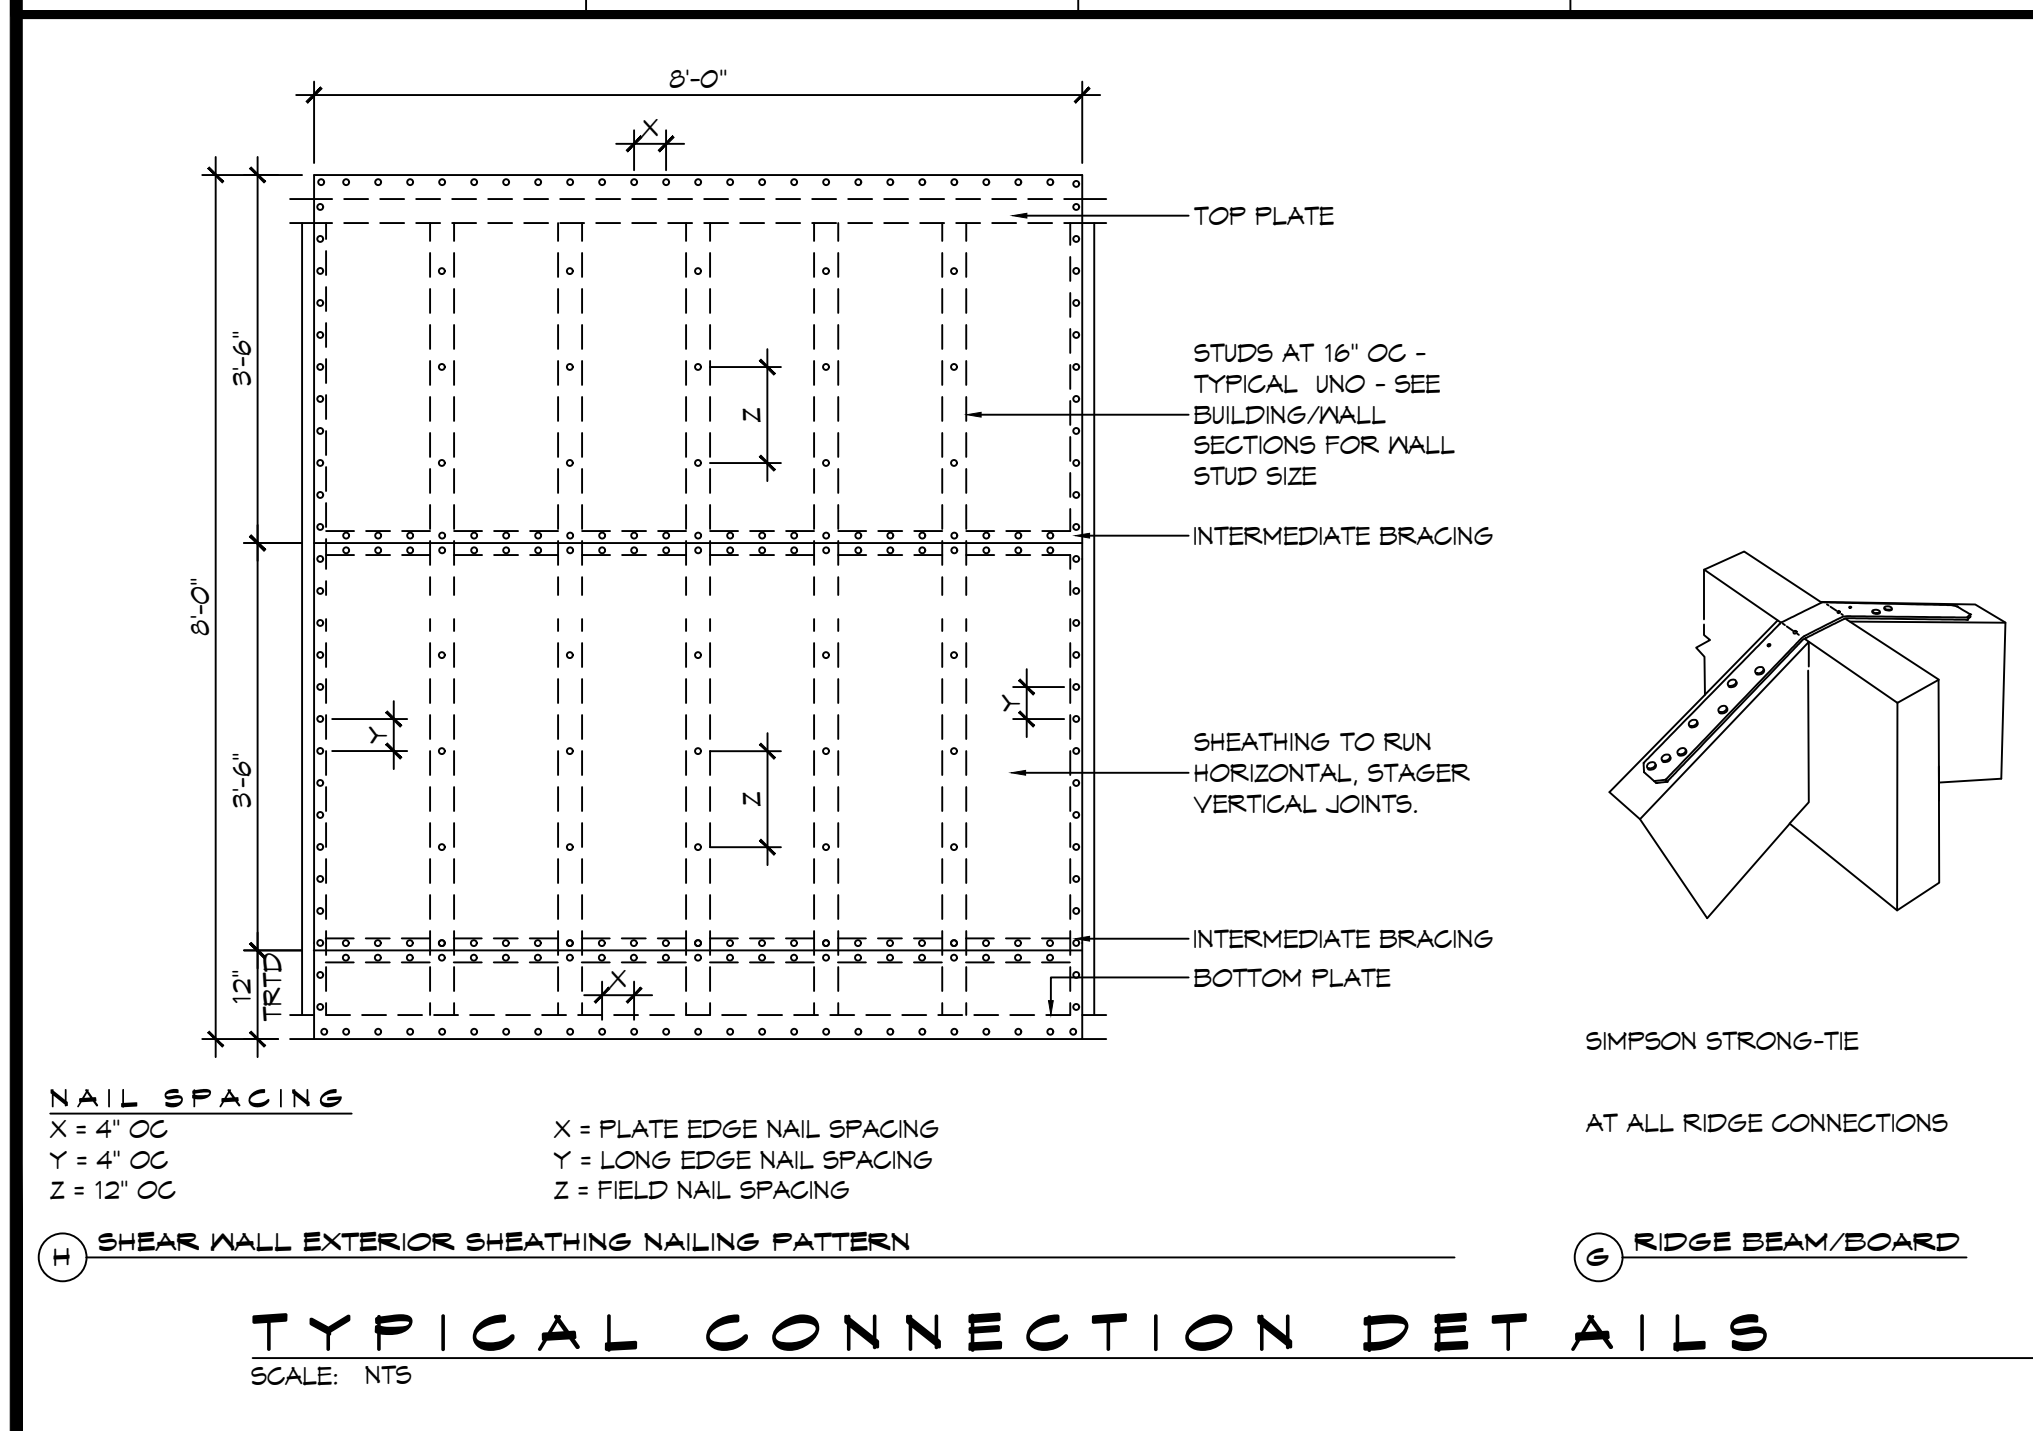 8'-0"
X
TOP PLATE
3'-6"
STUDS AT 16" OC -
TYPICAL UNO - SEE
BUILDING/WALL
SECTIONS FOR WALL
STUD SIZE
Z
INTERMEDIATE BRACING
8'-0"
Y
Y
SHEATHING TO RUN
HORIZONTAL, STAGER
VERTICAL JOINTS.
3'-6"
Z
INTERMEDIATE BRACING
12"
TRTD
X
BOTTOM PLATE
SIMPSON STRONG-TIE
AT ALL RIDGE CONNECTIONS
NAIL SPACING
X = 4" OC
Y = 4" OC
Z = 12" OC
X = PLATE EDGE NAIL SPACING
Y = LONG EDGE NAIL SPACING
Z = FIELD NAIL SPACING
H SHEAR WALL EXTERIOR SHEATHING NAILING PATTERN
G RIDGE BEAM/BOARD
TYPICAL CONNECTION DETAILS
SCALE: NTS